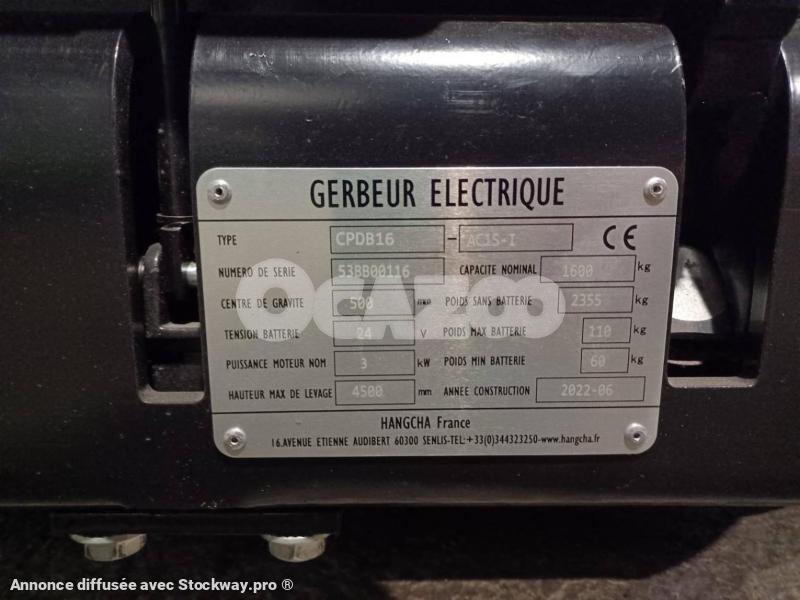 GERBEUR ELECTRIQUE
TYPE CPDB16 - AC1S-I CE
NUMERO DE SERIE 53BB00116 CAPACITE NOMINAL 1600 kg
CENTRE DE GRAVITE 500 mm POIDS SANS BATTERIE 2355 kg
OCAZOO
TENSION BATTERIE 24 V POIDS MAX BATTERIE 110 kg
PUISSANCE MOTEUR NOM 3 kW POIDS MIN BATTERIE 60 kg
HAUTEUR MAX DE LEVAGE 4500 mm ANNEE CONSTRUCTION 2022-06
HANGCHA France
16.AVENUE ETIENNE AUDIBERT 60300 SENLIS-TEL:+33(0)344323250-www.hangcha.fr
Annonce diffusée avec Stockway.pro ®